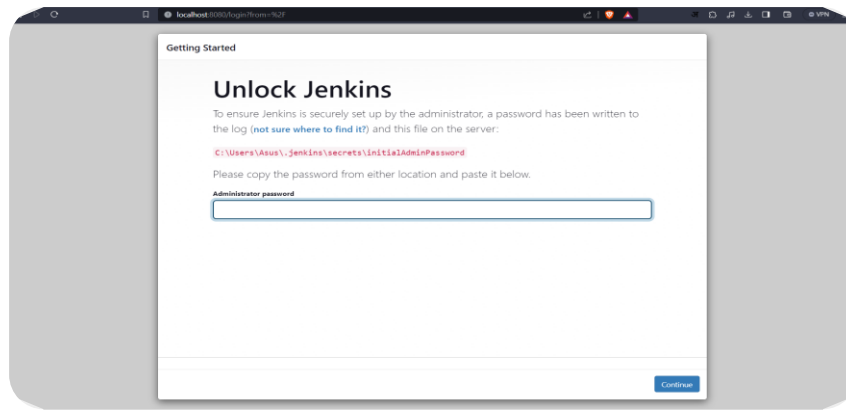 localhost:8080/login?from=%2F
VPN
Getting Started
Unlock Jenkins
To ensure Jenkins is securely set up by the administrator, a password has been written to
the log (not sure where to find it?) and this file on the server:
C:\Users\Asus\.jenkins\secrets\initialAdminPassword
Please copy the password from either location and paste it below.
Administrator password
Continue